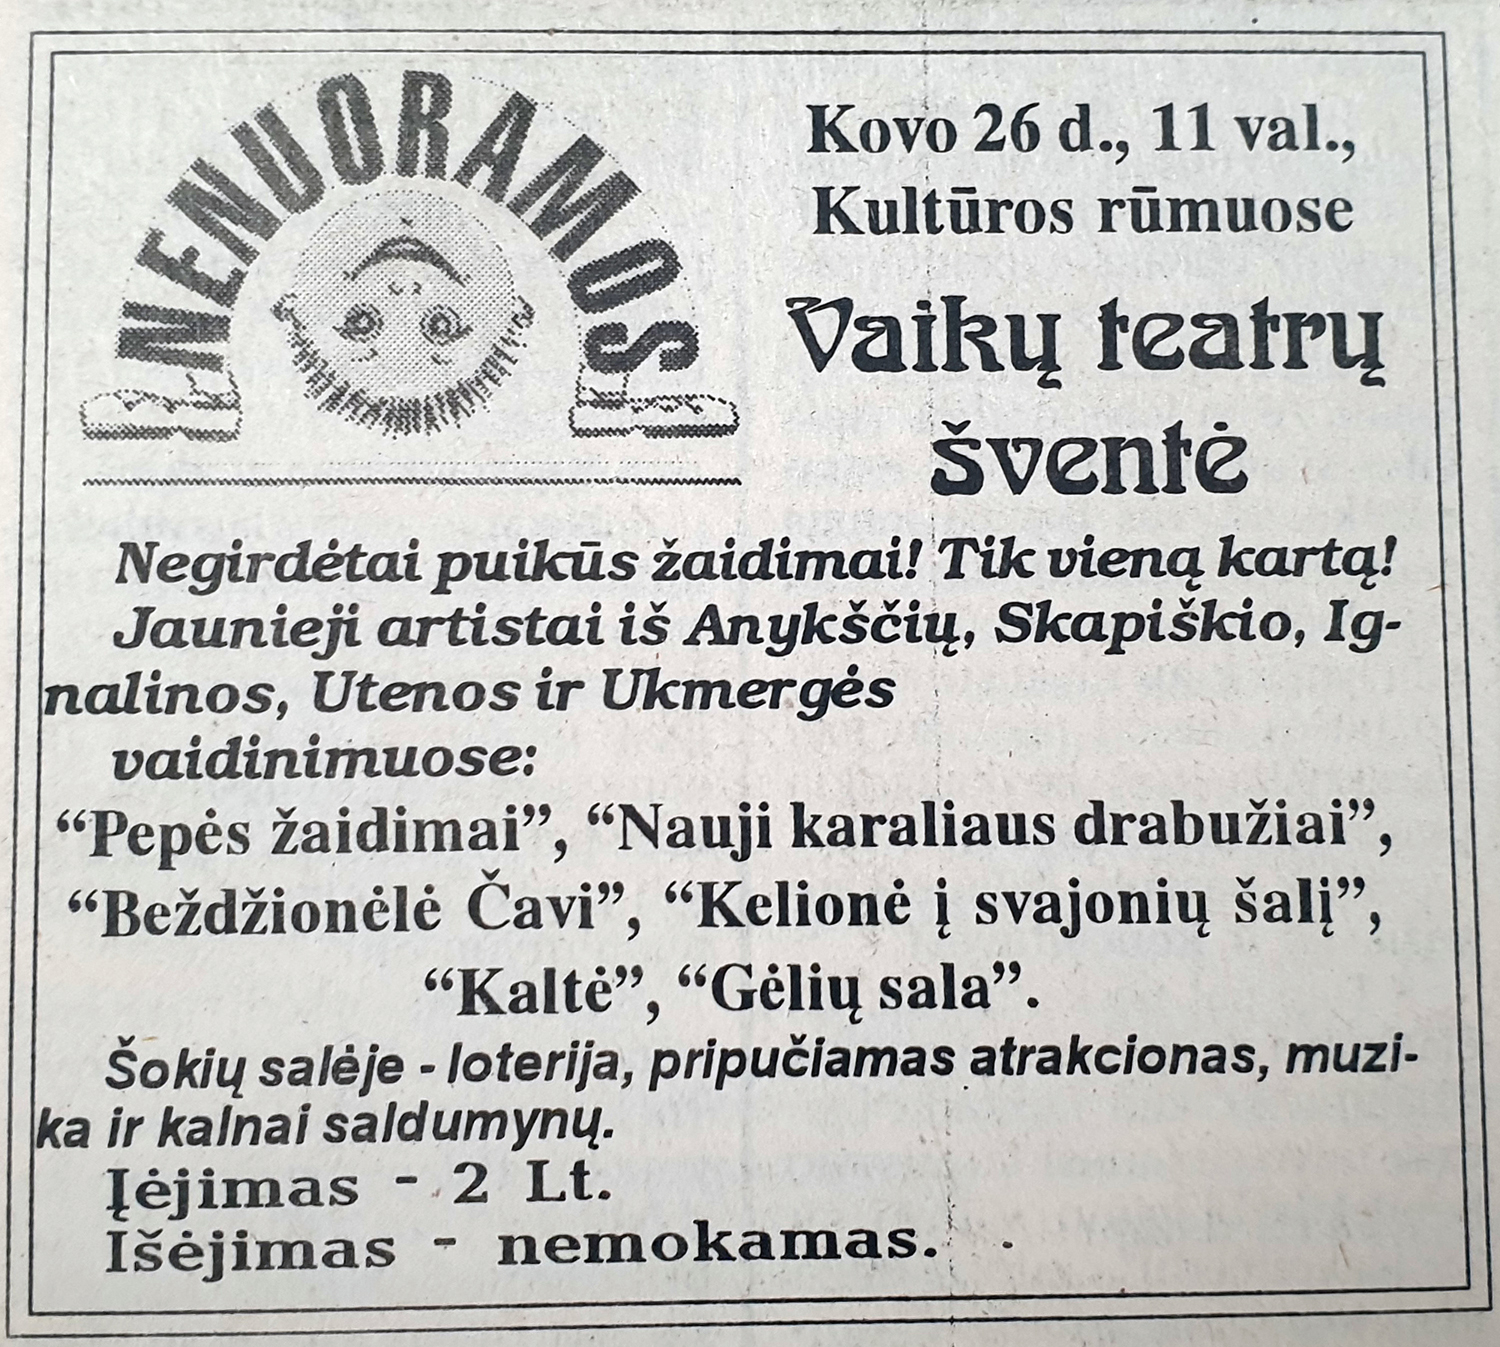 NENUORAMOS
Kovo 26 d., 11 val.,
Kultūros rūmuose
Vaikų teatrų
šventė
Negirdėtai puikūs žaidimai! Tik vieną kartą!
Jaunieji artistai iš Anykščių, Skapiškio, Ig-
nalinos, Utenos ir Ukmergės
vaidinimuose:
“Pepės žaidimai”, “Nauji karaliaus drabužiai”,
“Beždžionėlė Čavi”, “Kelionė į svajonių šalį”,
“Kaltė”, “Gėlių sala”.
Šokių salėje - loterija, pripučiamas atrakcionas, muzi-
ka ir kalnai saldumynų.
Įėjimas - 2 Lt.
Išėjimas - nemokamas.